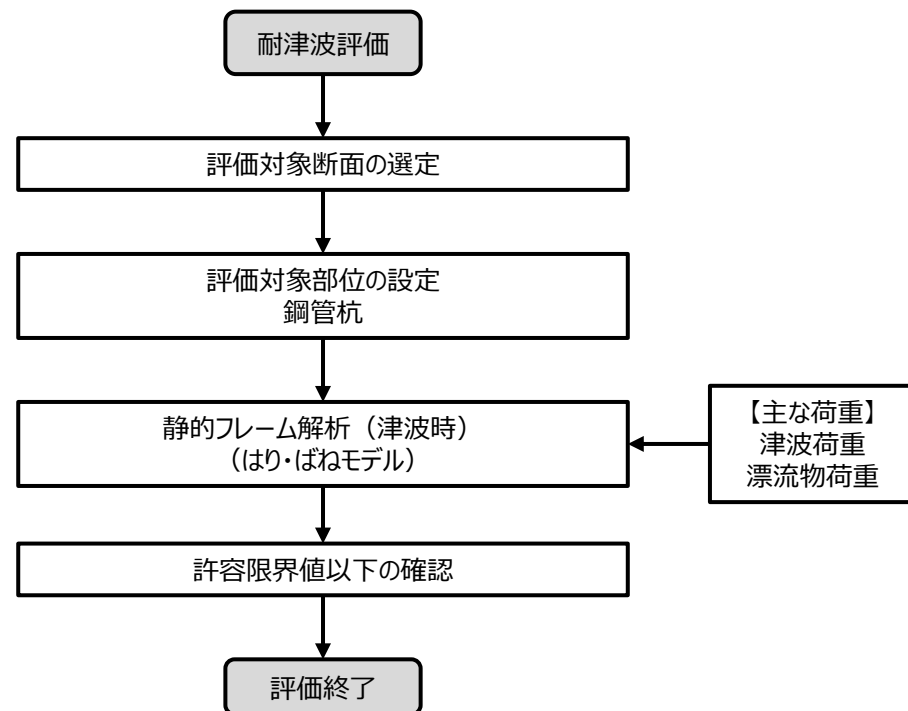 耐津波評価
評価対象断面の選定
評価対象部位の設定
鋼管杭
静的フレーム解析（津波時）
（はり・ばねモデル）
【主な荷重】
津波荷重
漂流物荷重
許容限界値以下の確認
評価終了